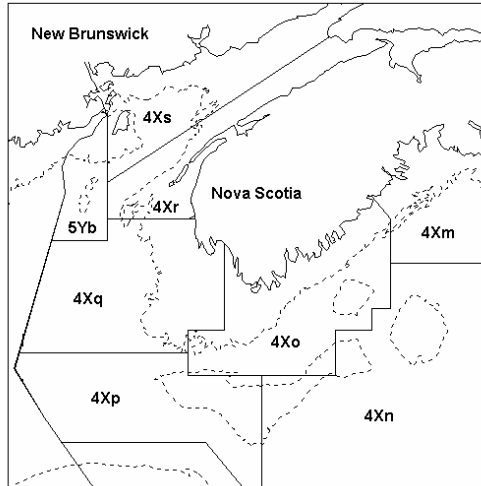 New Brunswick
4Xs
Nova Scotia
4Xr
5Yb
4Xm
4Xq
4Xo
4Xp
4Xn